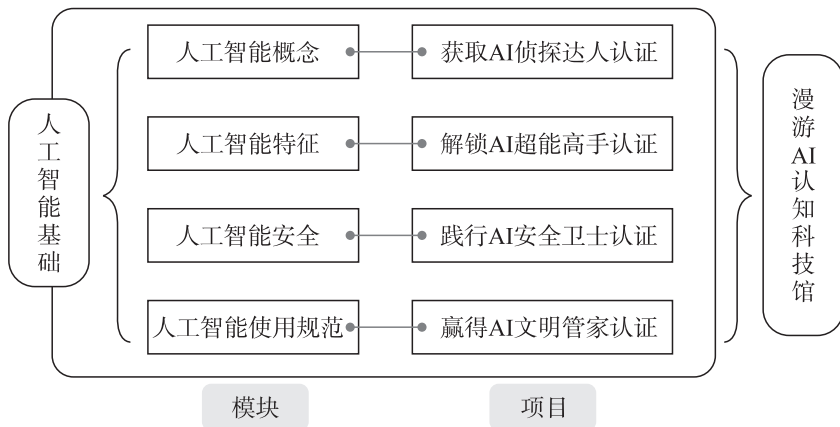 人工智能基础
人工智能概念
获取AI侦探达人认证
人工智能特征
解锁AI超能高手认证
人工智能安全
践行AI安全卫士认证
人工智能使用规范
赢得AI文明管家认证
漫游AI认知科技馆
模块
项目